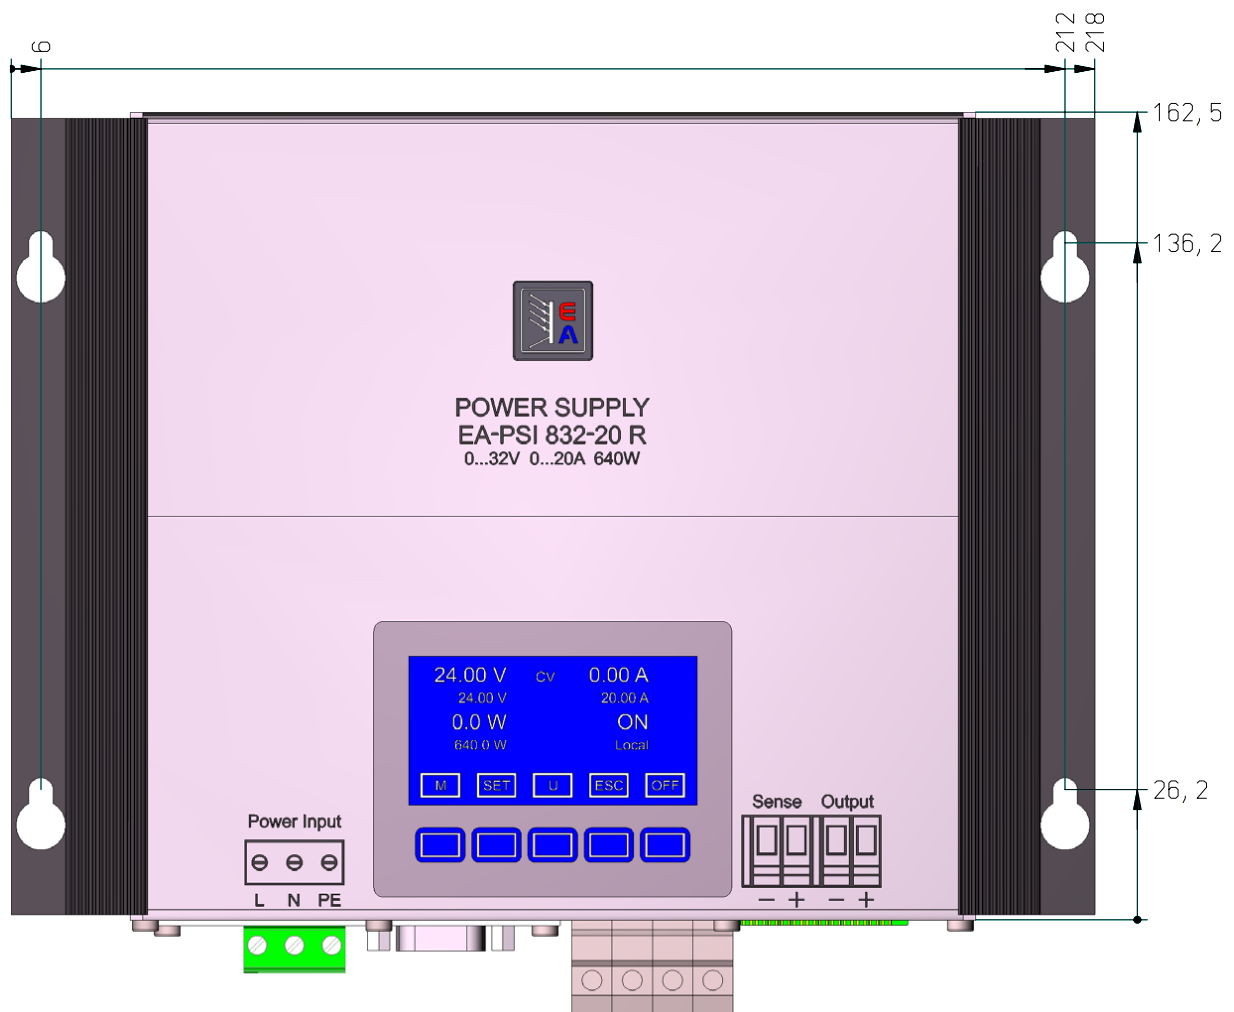 6
212
218
162,5
136,2
E
A
POWER SUPPLY
EA-PSI 832-20 R
0...32V 0...20A 640W
24.00 V CV 0.00 A
24.00 V 20.00 A
0.0 W ON
640.0 W Local
M SET U ESC OFF
26,2
Sense Output
Power Input
L N PE
− + − +